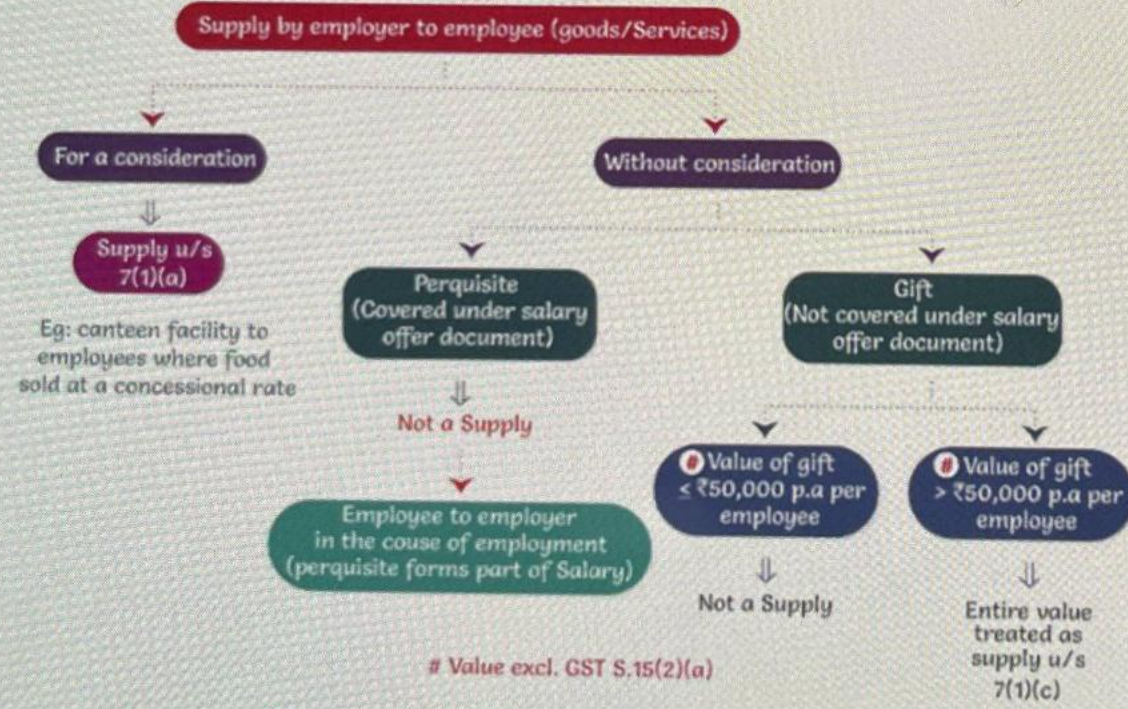 Supply by employer to employee (goods/Services)
For a consideration
Without consideration
Supply u/s
7(1)(a)
Eg: canteen facility to
employees where food
sold at a concessional rate
Perquisite
(Covered under salary
offer document)
Not a Supply
Employee to employer
in the couse of employment
(perquisite forms part of Salary)
Gift
(Not covered under salary
offer document)
# Value of gift
≤ ₹50,000 p.a per
employee
Not a Supply
# Value of gift
> ₹50,000 p.a per
employee
Entire value
treated as
supply u/s
7(1)(c)
# Value excl. GST S.15(2)(a)